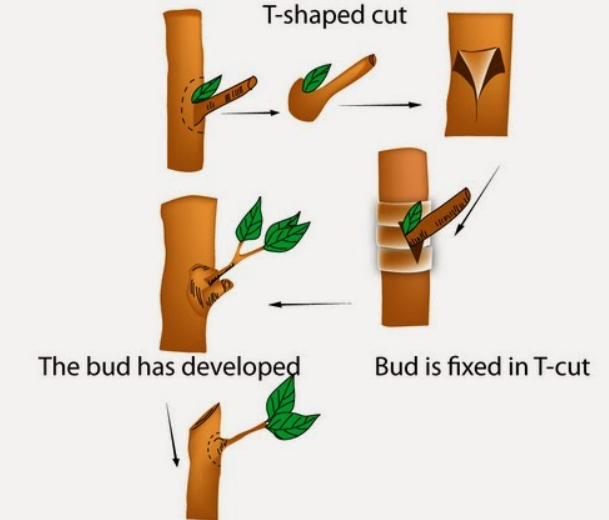 T-shaped cut
The bud has developed
Bud is fixed in T-cut